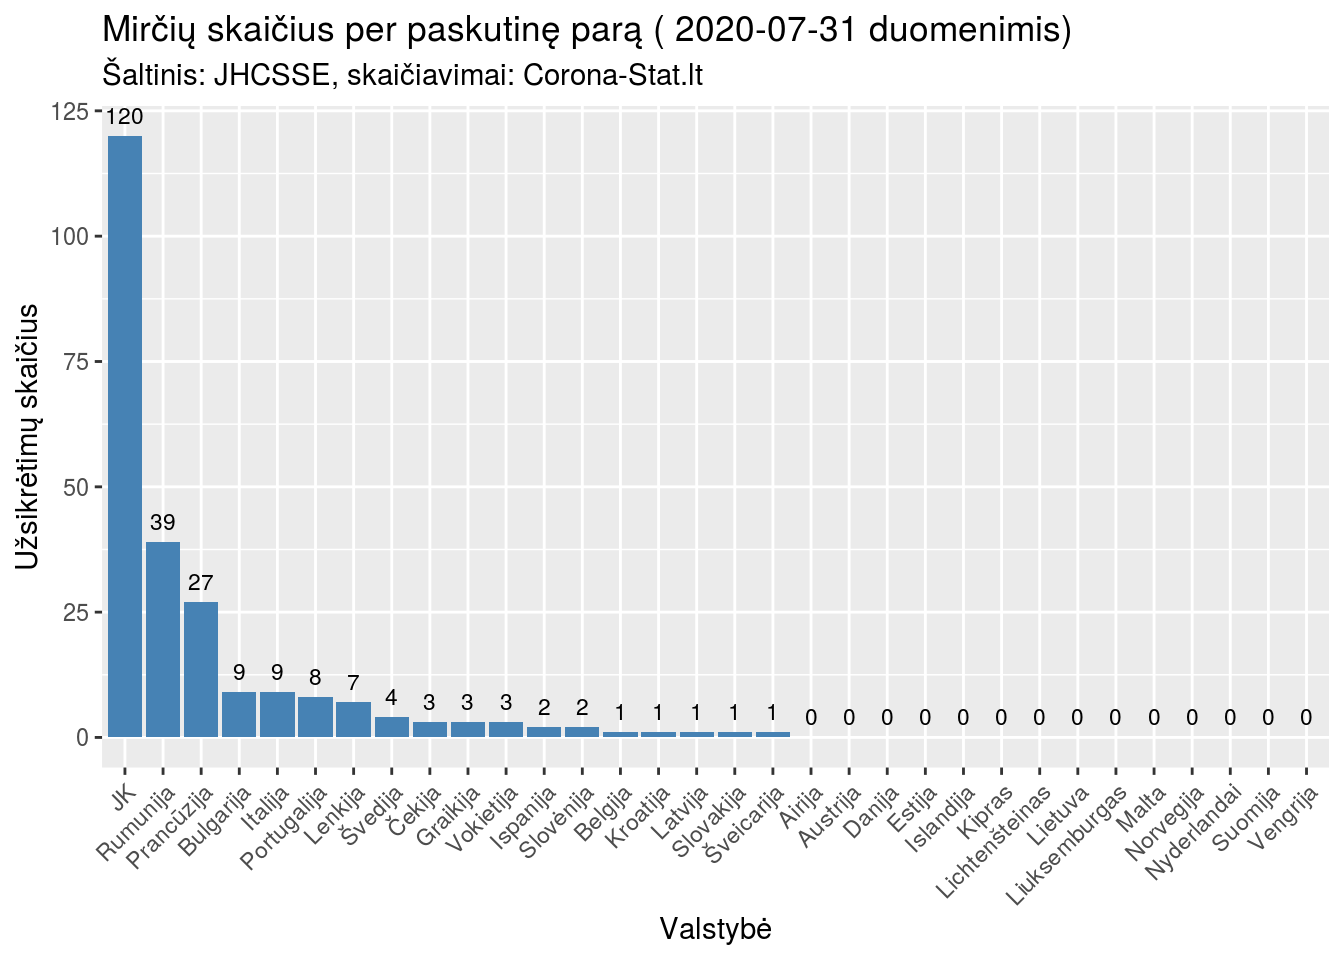 Mirčių skaičius per paskutinę parą ( 2020-07-31 duomenimis)
Šaltinis: JHCSSE, skaičiavimai: Corona-Stat.lt
Užsikrėtimų skaičius
125
100
75
50
25
0
120
39
27
9
9
8
7
4
3
3
3
2
2
1
1
1
1
1
0
0
0
0
0
0
0
0
0
0
0
0
0
0
JK
Rumunija
Prancūzija
Bulgarija
Italija
Portugalija
Lenkija
Švedija
Čekija
Graikija
Vokietija
Ispanija
Slovėnija
Belgija
Kroatija
Latvija
Slovakija
Šveicarija
Airija
Austrija
Danija
Estija
Islandija
Kipras
Lichtenšteinas
Lietuva
Liuksemburgas
Malta
Norvegija
Nyderlandai
Suomija
Vengrija
Valstybė